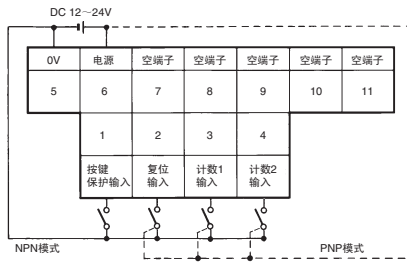 DC 12～24V
0V 电源 空端子 空端子 空端子 空端子 空端子
5 6 7 8 9 10 11
1 2 3 4
按键 复位 计数1 计数2
保护输入 输入 输入 输入
NPN模式 PNP模式